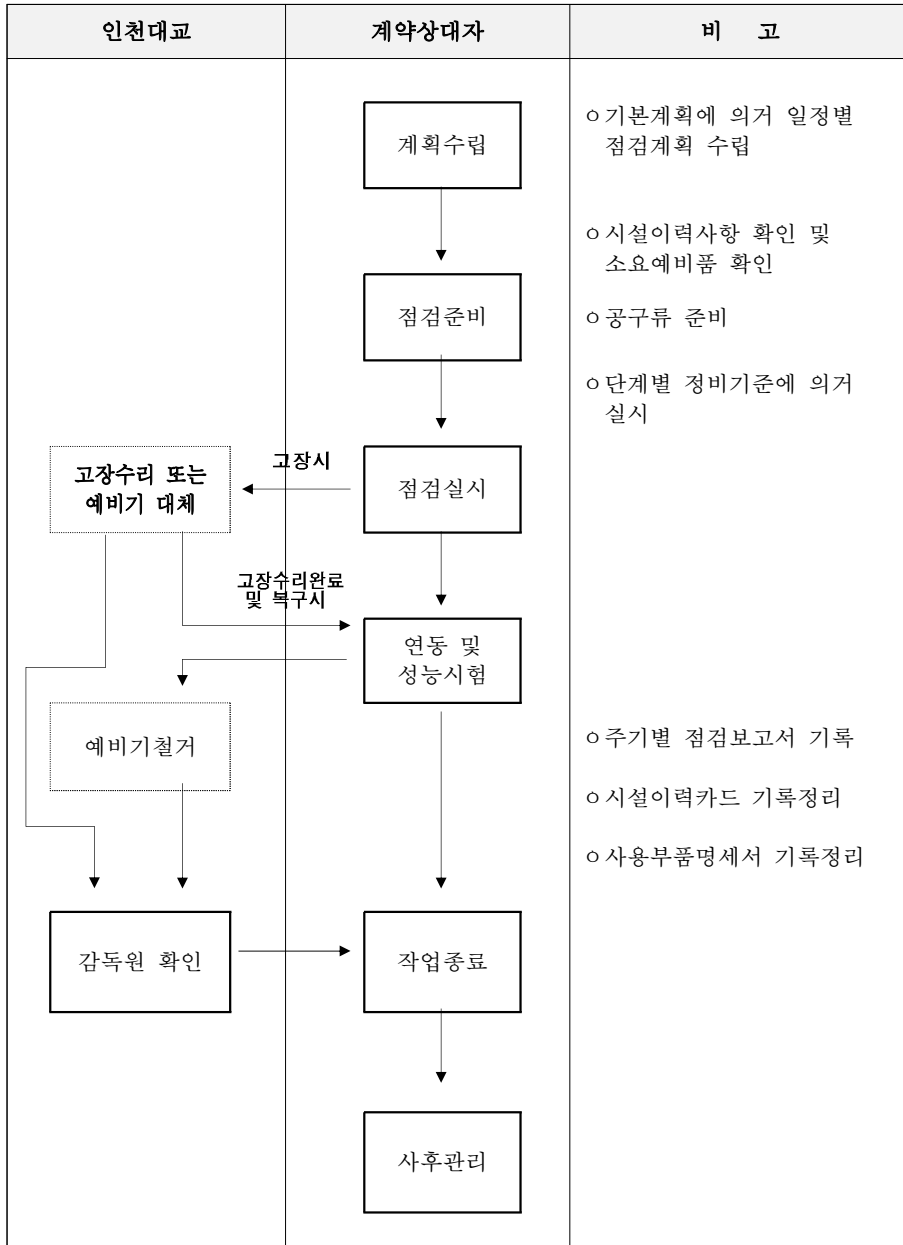 인천대교
계약상대자
비 고
계획수립
ㅇ기본계획에 의거 일정별
점검계획 수립
ㅇ시설이력사항 확인 및
소요예비품 확인
점검준비
ㅇ공구류 준비
ㅇ단계별 정비기준에 의거
실시
고장수리 또는
예비기 대체
고장시
점검실시
고장수리완료
및 복구시
연동 및
성능시험
예비기철거
ㅇ주기별 점검보고서 기록
ㅇ시설이력카드 기록정리
ㅇ사용부품명세서 기록정리
감독원 확인
작업종료
사후관리